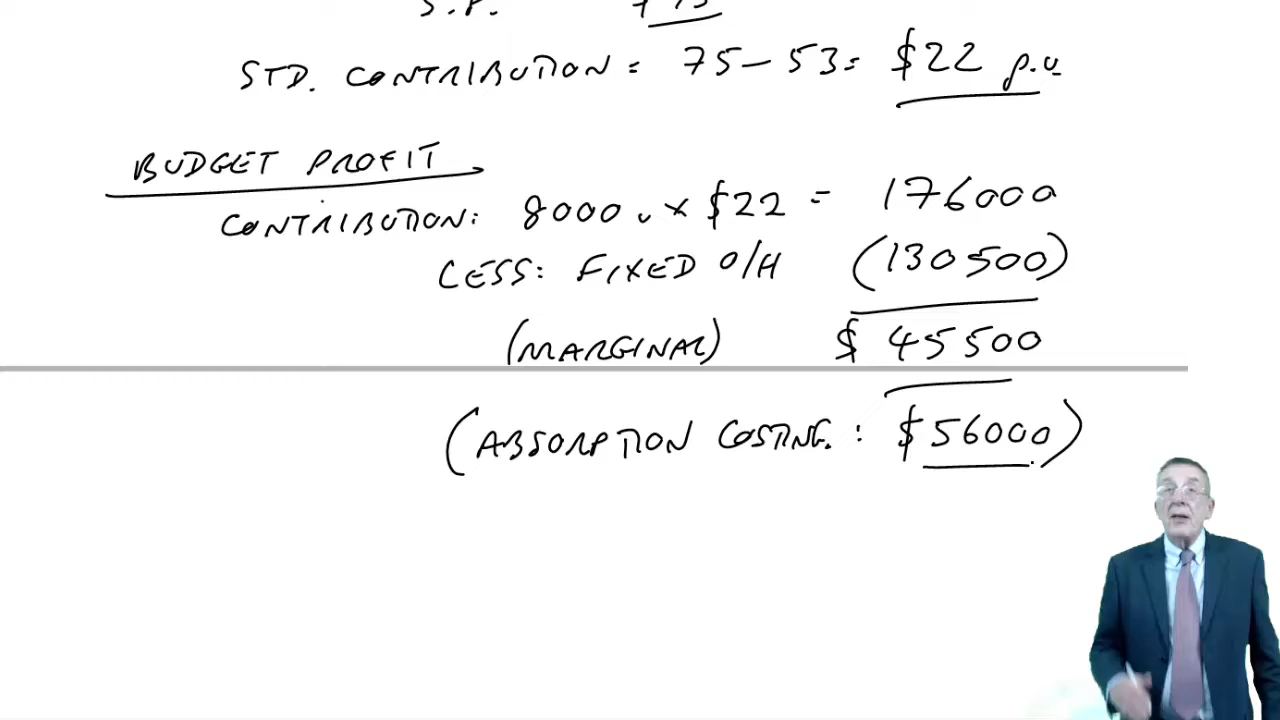 S.P. $75
STD. CONTRIBUTION = 75 - 53 = $22 p.u
BUDGET PROFIT
CONTRIBUTION: 8000 u x $22 = 176000
LESS: FIXED O/H (130500)
(MARGINAL) $ 45500
(ABSORPTION COSTING: $56000)